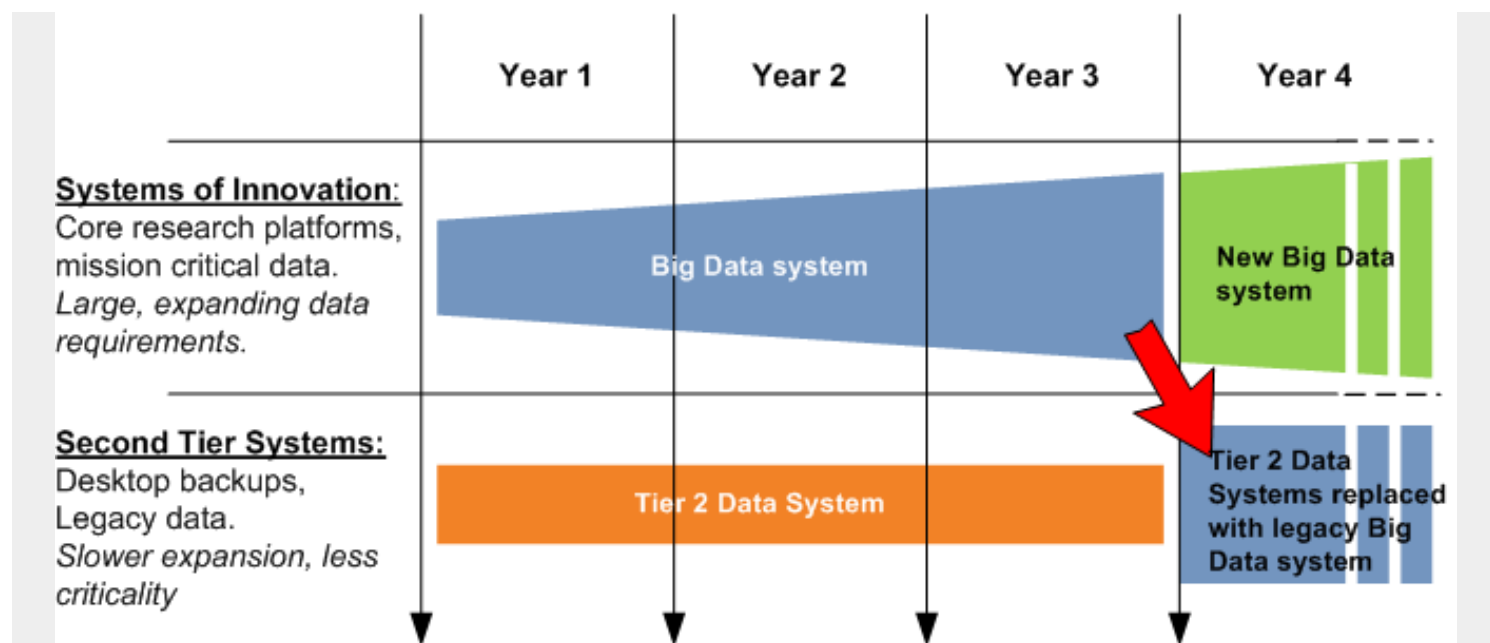 Year 1
Year 2
Year 3
Year 4
Systems of Innovation:
Core research platforms,
mission critical data.
Large, expanding data
requirements.
Big Data system
New Big Data
system
Second Tier Systems:
Desktop backups,
Legacy data.
Slower expansion, less
criticality
Tier 2 Data System
Tier 2 Data
Systems replaced
with legacy Big
Data system